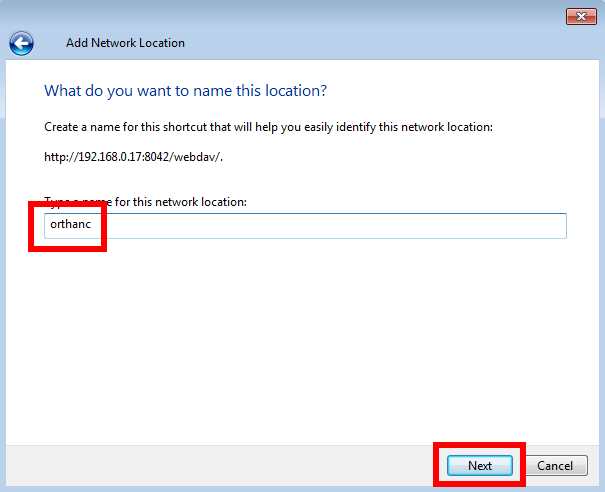 Add Network Location
What do you want to name this location?
Create a name for this shortcut that will help you easily identify this network location:
http://192.168.0.17:8042/webdav/.
Type a name for this network location:
orthanc
Next
Cancel